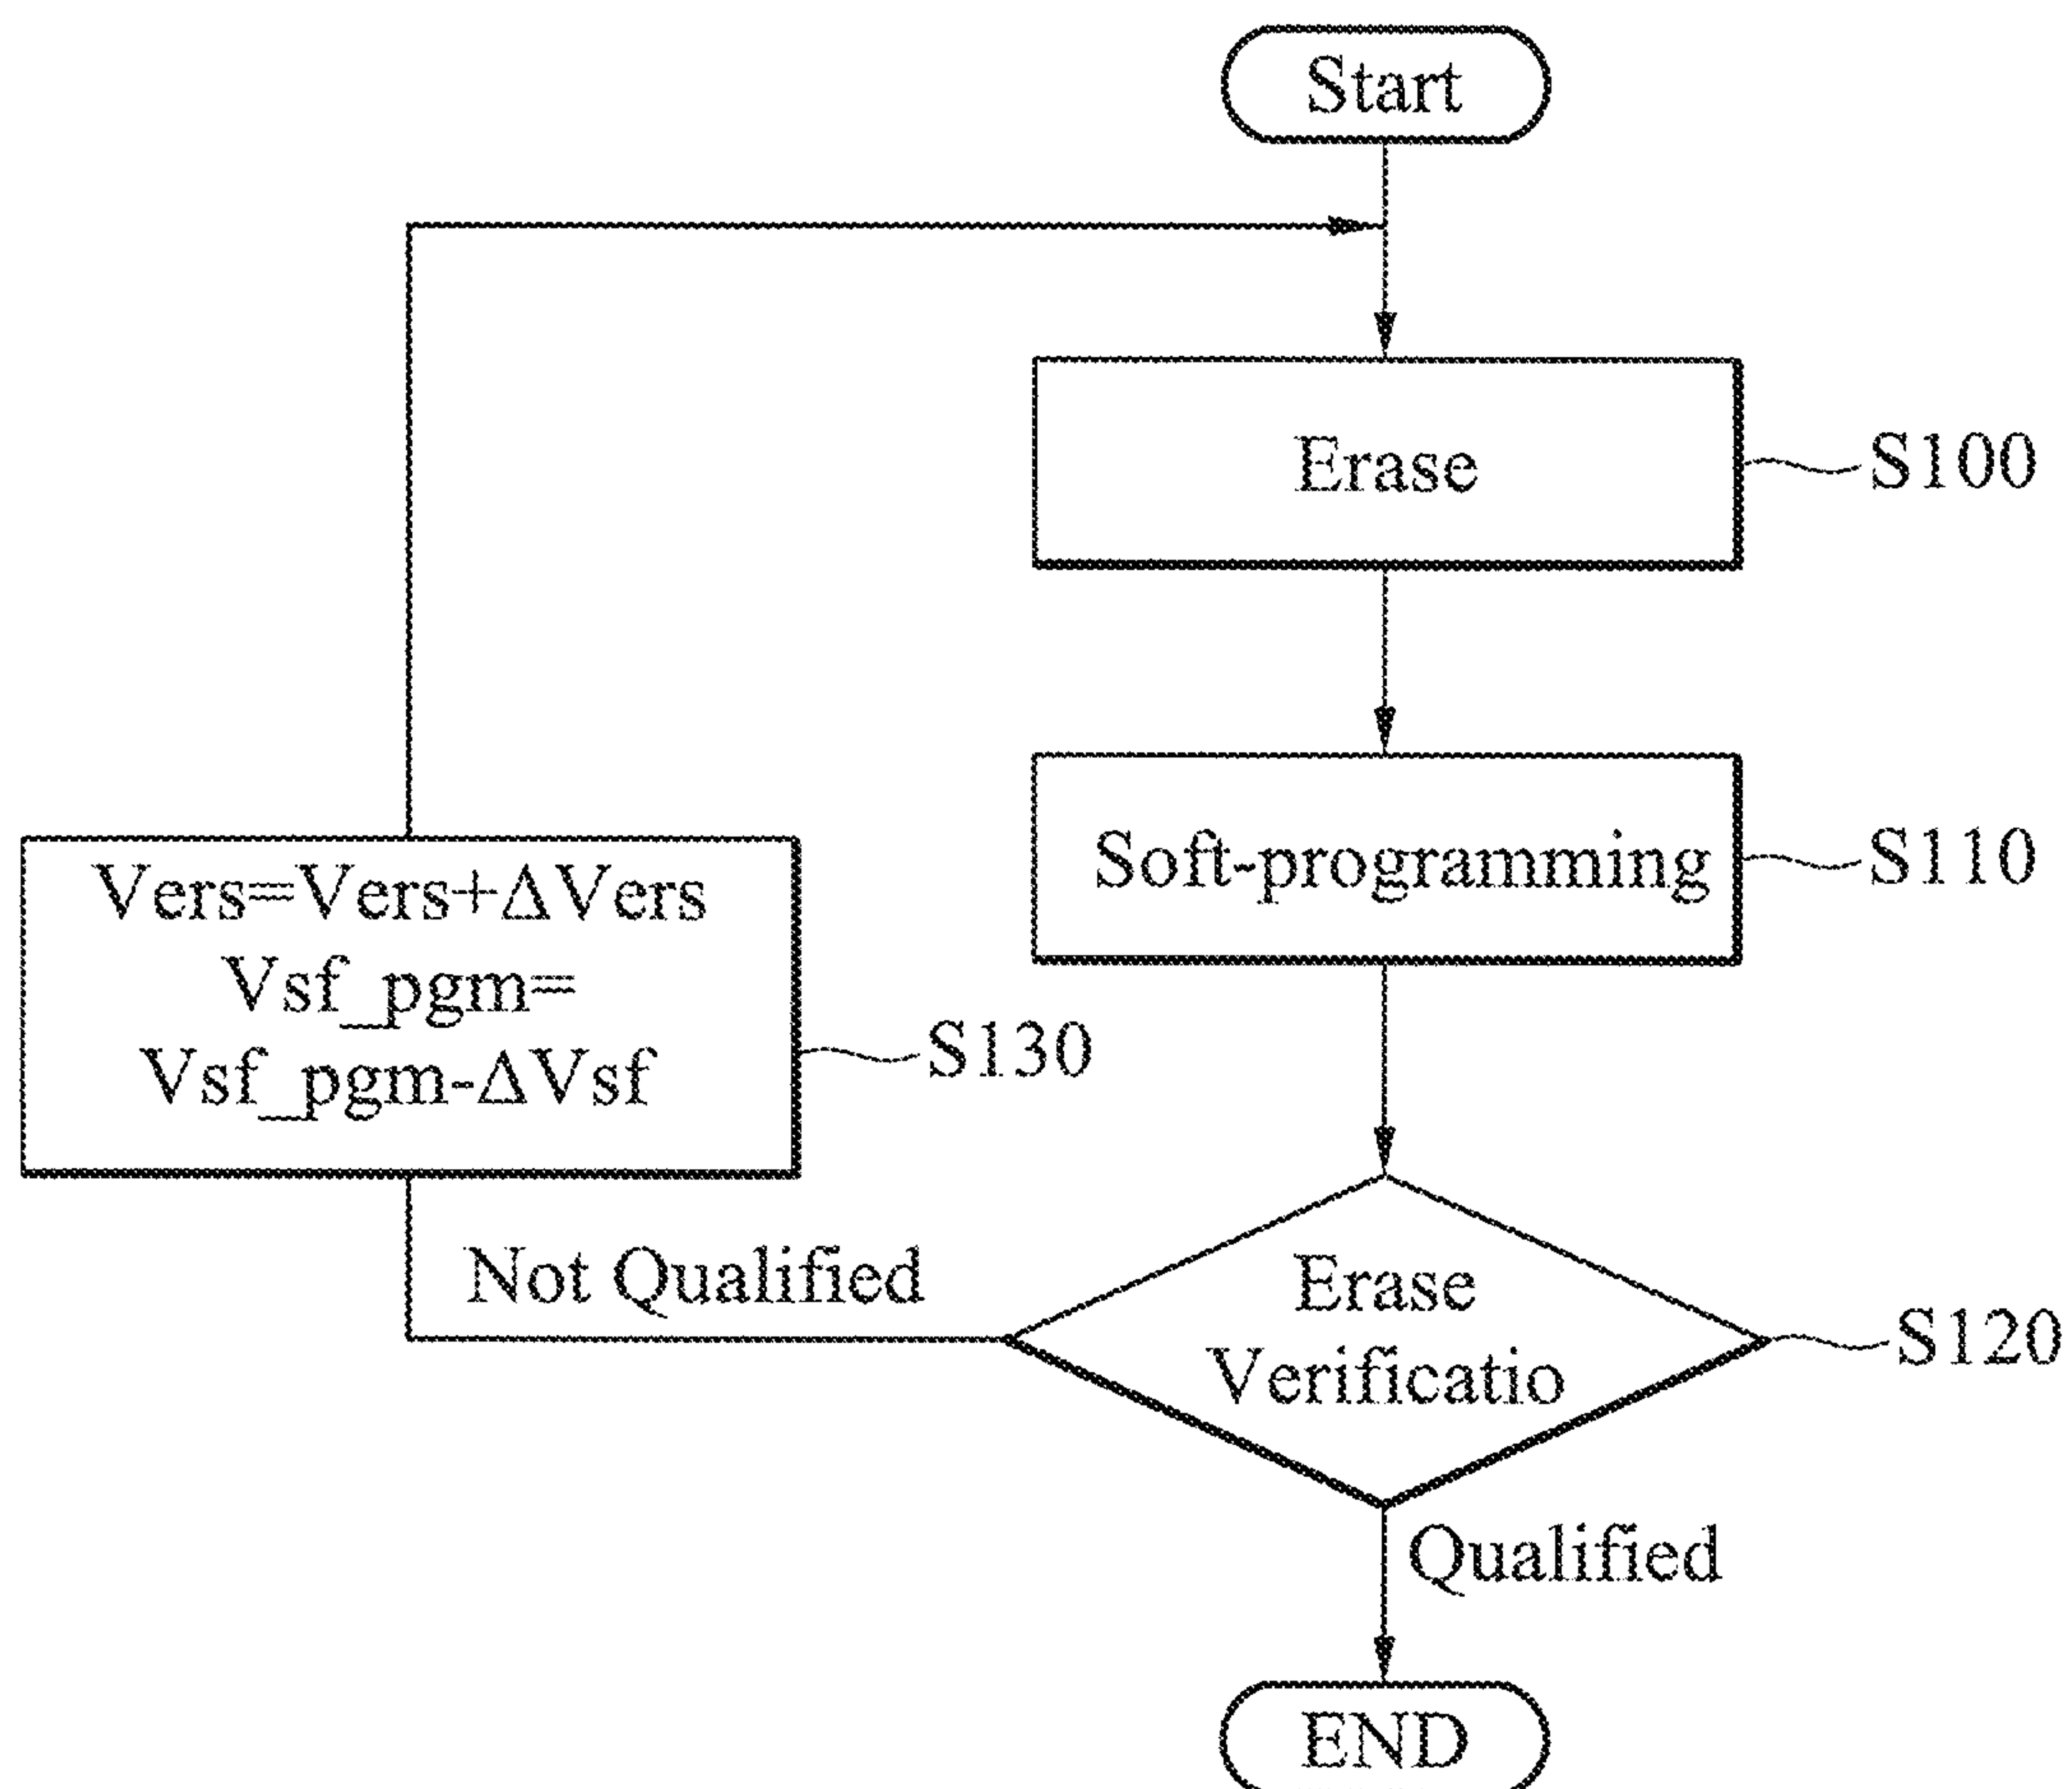 Start
Erase
S100
Soft-programming
S110
Vers=Vers+ΔVers
Vsf_pgm=
Vsf_pgm-ΔVsf
S130
Not Qualified
Erase
Verificatio
S120
Qualified
END